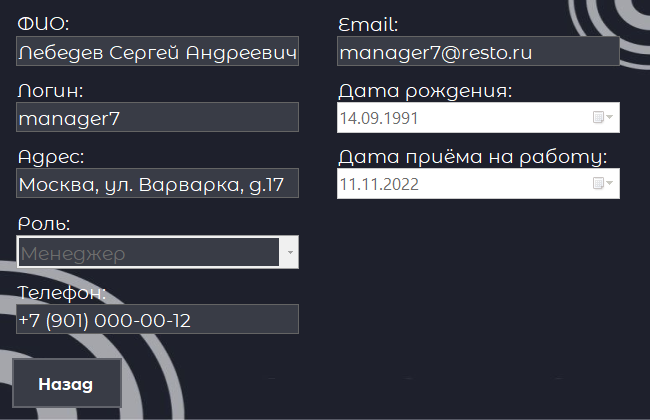 ФИО:
Лебедев Сергей Андреевич
Логин:
manager7
Адрес:
Москва, ул. Варварка, д.17
Роль:
Менеджер
Телефон:
+7 (901) 000-00-12
Email:
manager7@resto.ru
Дата рождения:
14.09.1991
Дата приёма на работу:
11.11.2022
Назад